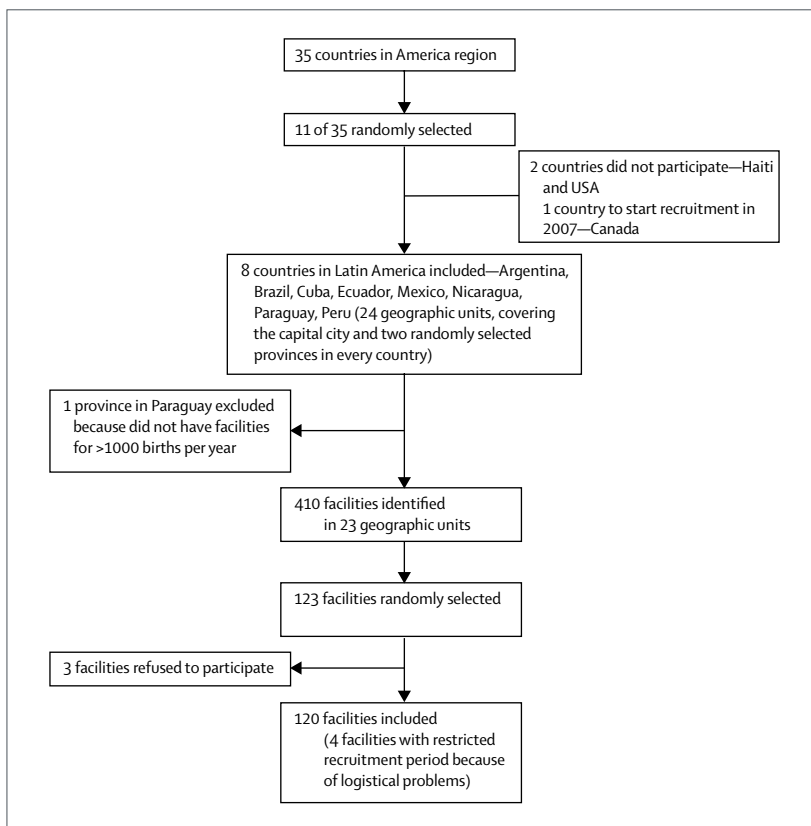 35 countries in America region
11 of 35 randomly selected
2 countries did not participate—Haiti
and USA
1 country to start recruitment in
2007—Canada
8 countries in Latin America included—Argentina,
Brazil, Cuba, Ecuador, Mexico, Nicaragua,
Paraguay, Peru (24 geographic units, covering
the capital city and two randomly selected
provinces in every country)
1 province in Paraguay excluded
because did not have facilities
for >1000 births per year
410 facilities identified
in 23 geographic units
123 facilities randomly selected
3 facilities refused to participate
120 facilities included
(4 facilities with restricted
recruitment period because
of logistical problems)